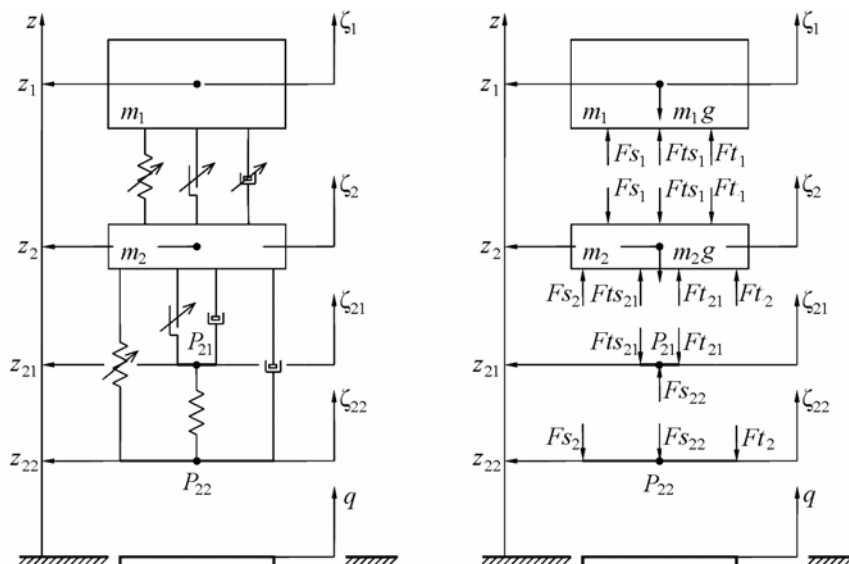 z ζ1 z ζ1
z1 z1
m1 m1 m1g
Fs1 Fts1 Ft1
Fs1 Fts1 Ft1
ζ2 ζ2
z2 m2 z2 m2g
m2
Fs2 Fts21 Ft21 Ft2
ζ21 ζ21
P21 Fts21 P21 Ft21
z21 z21
Fs22
ζ22 ζ22
Fs2 Fs22 Ft2
z22 z22
P22 P22
q q